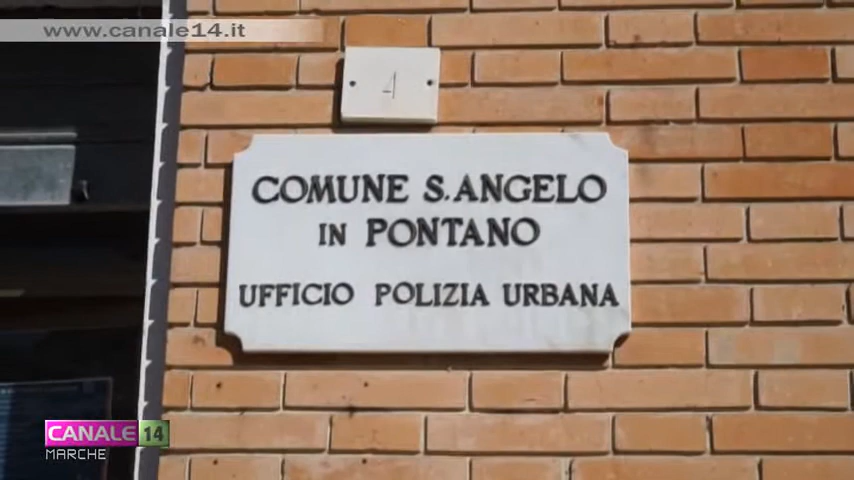 www.canale14.it
4
COMUNE S.ANGELO
IN PONTANO
UFFICIO POLIZIA URBANA
CANALE 14
MARCHE